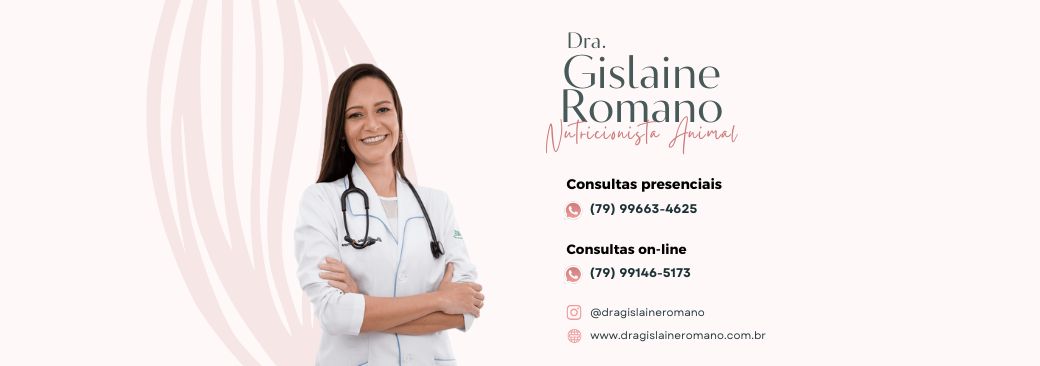 Dra.
Gislaine
Romano
Nutricionista Animal
Consultas presenciais
(79) 99663-4625
Consultas on-line
(79) 99146-5173
@dragislaineromano
www.dragislaineromano.com.br